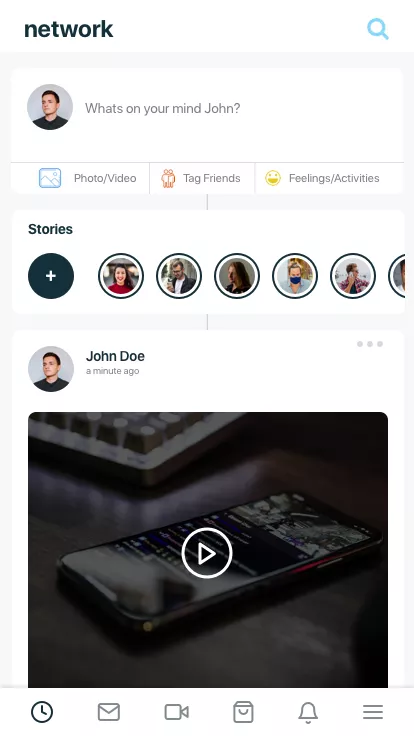 network
Whats on your mind John?
Photo/Video
Tag Friends
Feelings/Activities
Stories
+
John Doe
a minute ago